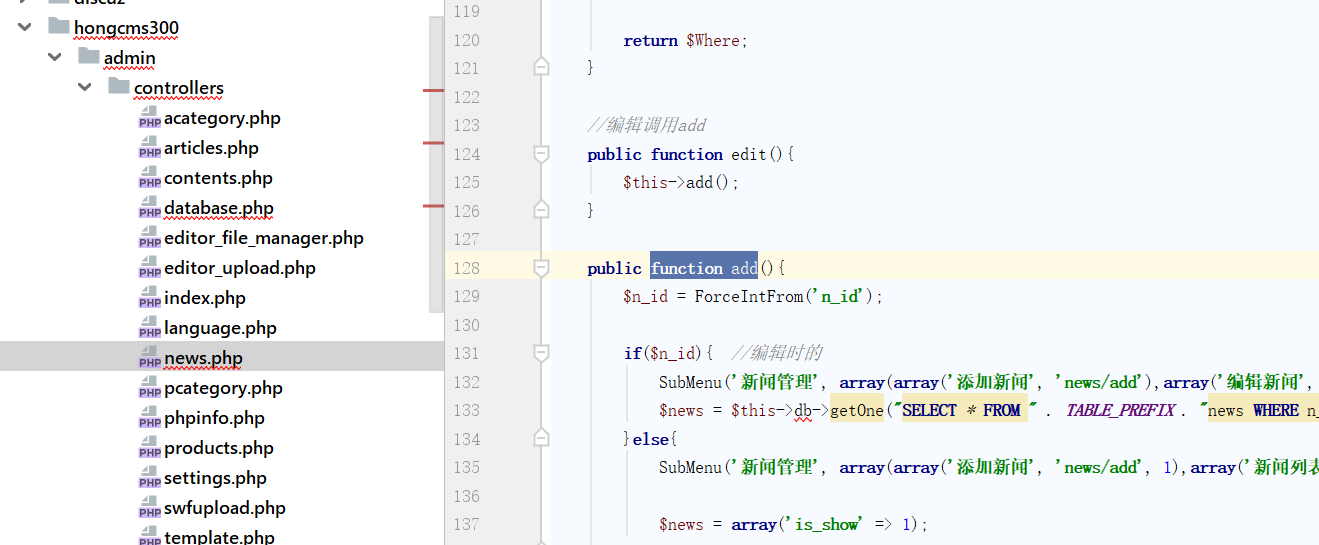 discuz
hongcms300
admin
controllers
acategory.php
articles.php
contents.php
database.php
editor_file_manager.php
editor_upload.php
index.php
language.php
news.php
pcategory.php
phpinfo.php
products.php
settings.php
swfupload.php
template.php
119
120 return $Where;
121 }
122
123 //编辑调用add
124 public function edit(){
125 $this->add();
126 }
127
128 public function add(){
129 $n_id = ForceIntFrom('n_id');
130
131 if($n_id){ //编辑时的
132 SubMenu('新闻管理', array(array('添加新闻', 'news/add'),array('编辑新闻',
133 $news = $this->db->getOne("SELECT * FROM " . TABLE_PREFIX . "news WHERE n_
134 }else{
135 SubMenu('新闻管理', array(array('添加新闻', 'news/add', 1),array('新闻列表
136
137 $news = array('is_show' => 1);